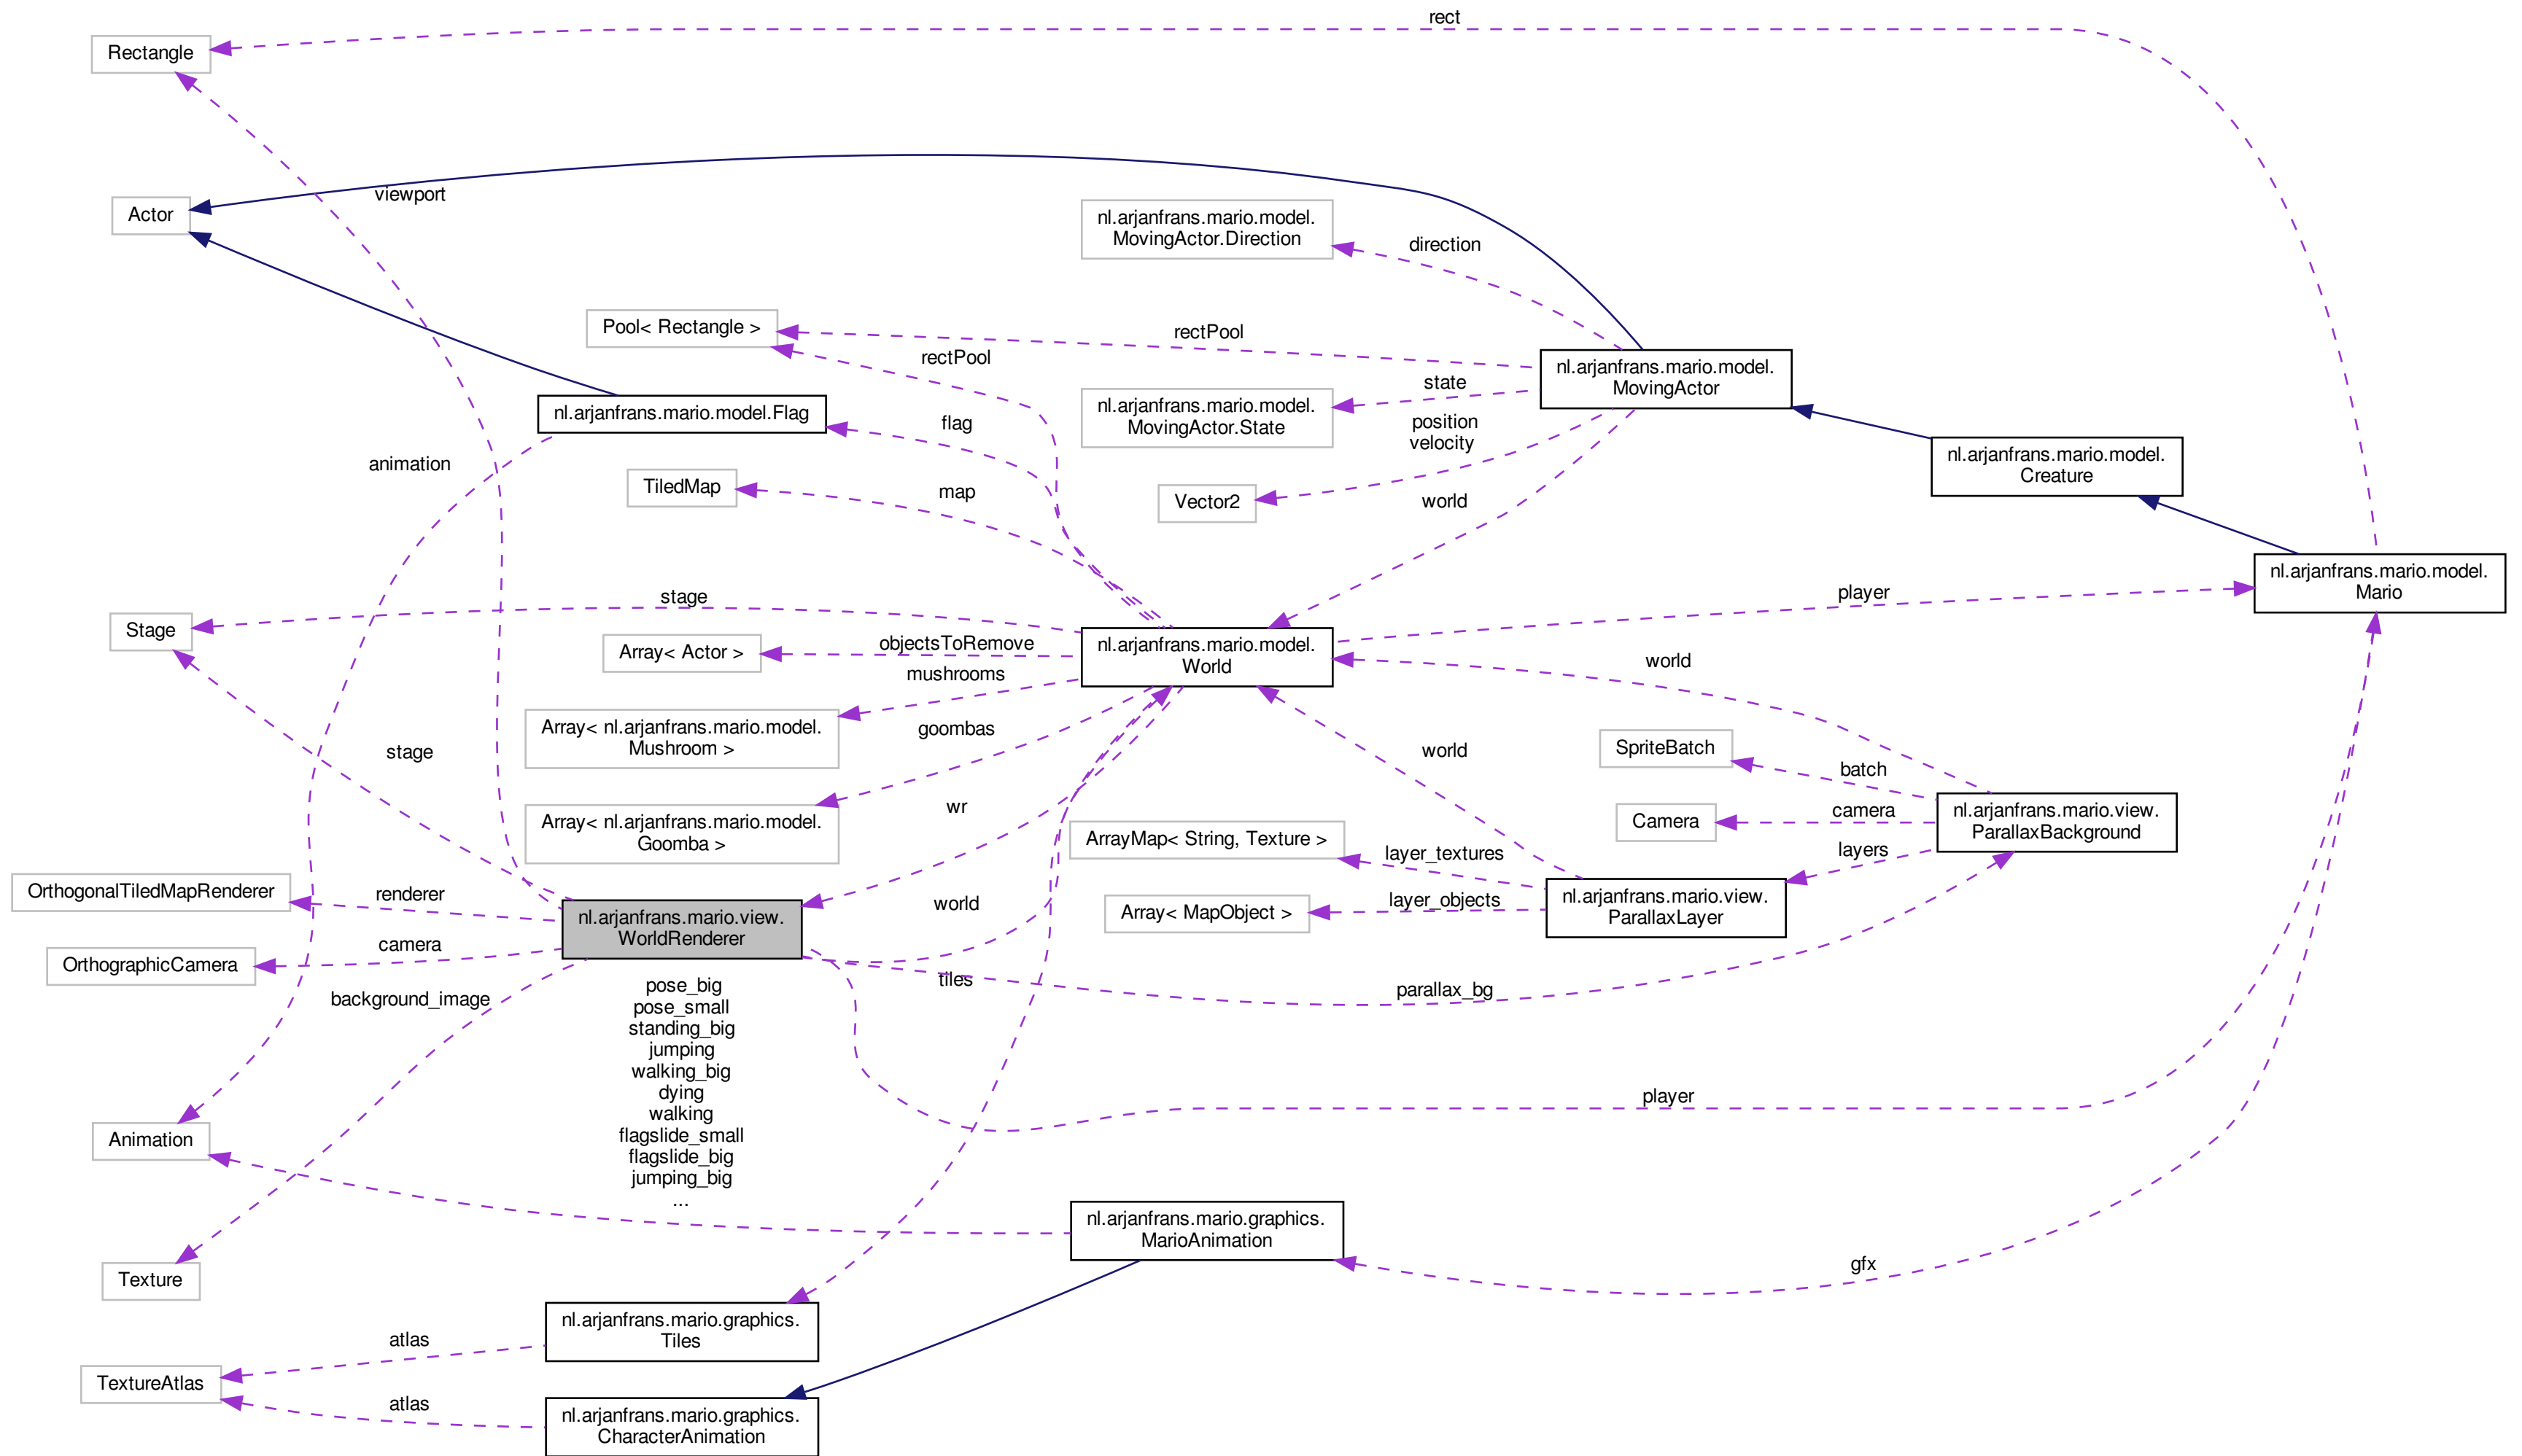 rect
Rectangle
viewport
Actor
nl.arjanfrans.mario.model.
MovingActor.Direction
direction
Pool< Rectangle >
rectPool
rectPool
nl.arjanfrans.mario.model.
MovingActor
state
nl.arjanfrans.mario.model.
MovingActor.State
nl.arjanfrans.mario.model.Flag
flag
position
velocity
animation
nl.arjanfrans.mario.model.
Creature
TiledMap
map
Vector2
world
nl.arjanfrans.mario.model.
Mario
player
stage
Stage
Array< Actor >
objectsToRemove
nl.arjanfrans.mario.model.
World
world
mushrooms
Array< nl.arjanfrans.mario.model.
Mushroom >
goombas
stage
world
SpriteBatch
batch
wr
Array< nl.arjanfrans.mario.model.
Goomba >
ArrayMap< String, Texture >
Camera
camera
nl.arjanfrans.mario.view.
ParallaxBackground
layer_textures
layers
OrthogonalTiledMapRenderer
renderer
world
Array< MapObject >
layer_objects
nl.arjanfrans.mario.view.
ParallaxLayer
nl.arjanfrans.mario.view.
WorldRenderer
camera
OrthographicCamera
tiles
parallax_bg
background_image
pose_big
pose_small
standing_big
jumping
walking_big
dying
walking
flagslide_small
flagslide_big
jumping_big
...
player
Animation
nl.arjanfrans.mario.graphics.
MarioAnimation
gfx
Texture
nl.arjanfrans.mario.graphics.
Tiles
atlas
TextureAtlas
atlas
nl.arjanfrans.mario.graphics.
CharacterAnimation